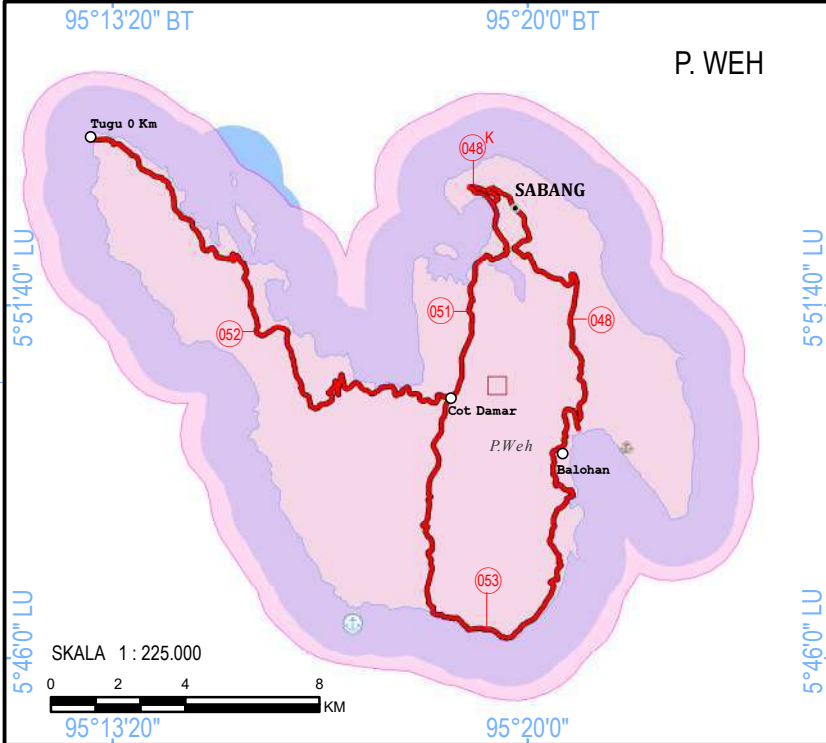 95°13'20" BT
95°20'0" BT
P. WEH
Tugu 0 Km
048 K
SABANG
5°51'40" LU
5°51'40" LU
051
048
052
Cot Damar
P.Weh
Balohan
053
5°46'0" LU
5°46'0" LU
SKALA 1 : 225.000
0 2 4 8
KM
95°13'20"
95°20'0"